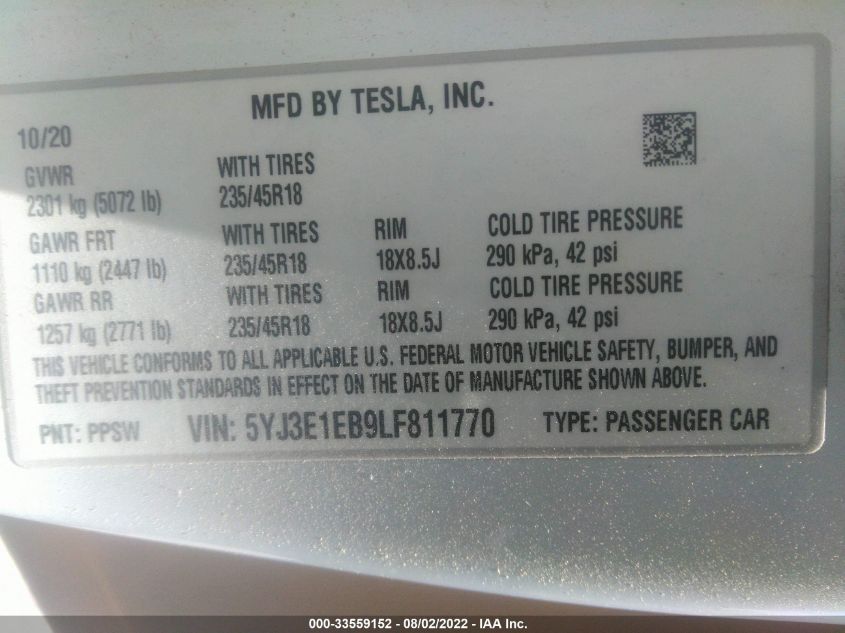 MFD BY TESLA, INC.
10/20
GVWR WITH TIRES
2301 kg (5072 lb) 235/45R18
GAWR FRT WITH TIRES RIM COLD TIRE PRESSURE
1110 kg (2447 lb) 235/45R18 18X8.5J 290 kPa, 42 psi
GAWR RR WITH TIRES RIM COLD TIRE PRESSURE
1257 kg (2771 lb) 235/45R18 18X8.5J 290 kPa, 42 psi
THIS VEHICLE CONFORMS TO ALL APPLICABLE U.S. FEDERAL MOTOR VEHICLE SAFETY, BUMPER, AND
THEFT PREVENTION STANDARDS IN EFFECT ON THE DATE OF MANUFACTURE SHOWN ABOVE.
PNT: PPSW VIN: 5YJ3E1EB9LF811770 TYPE: PASSENGER CAR
000-33559152 - 08/02/2022 - IAA Inc.